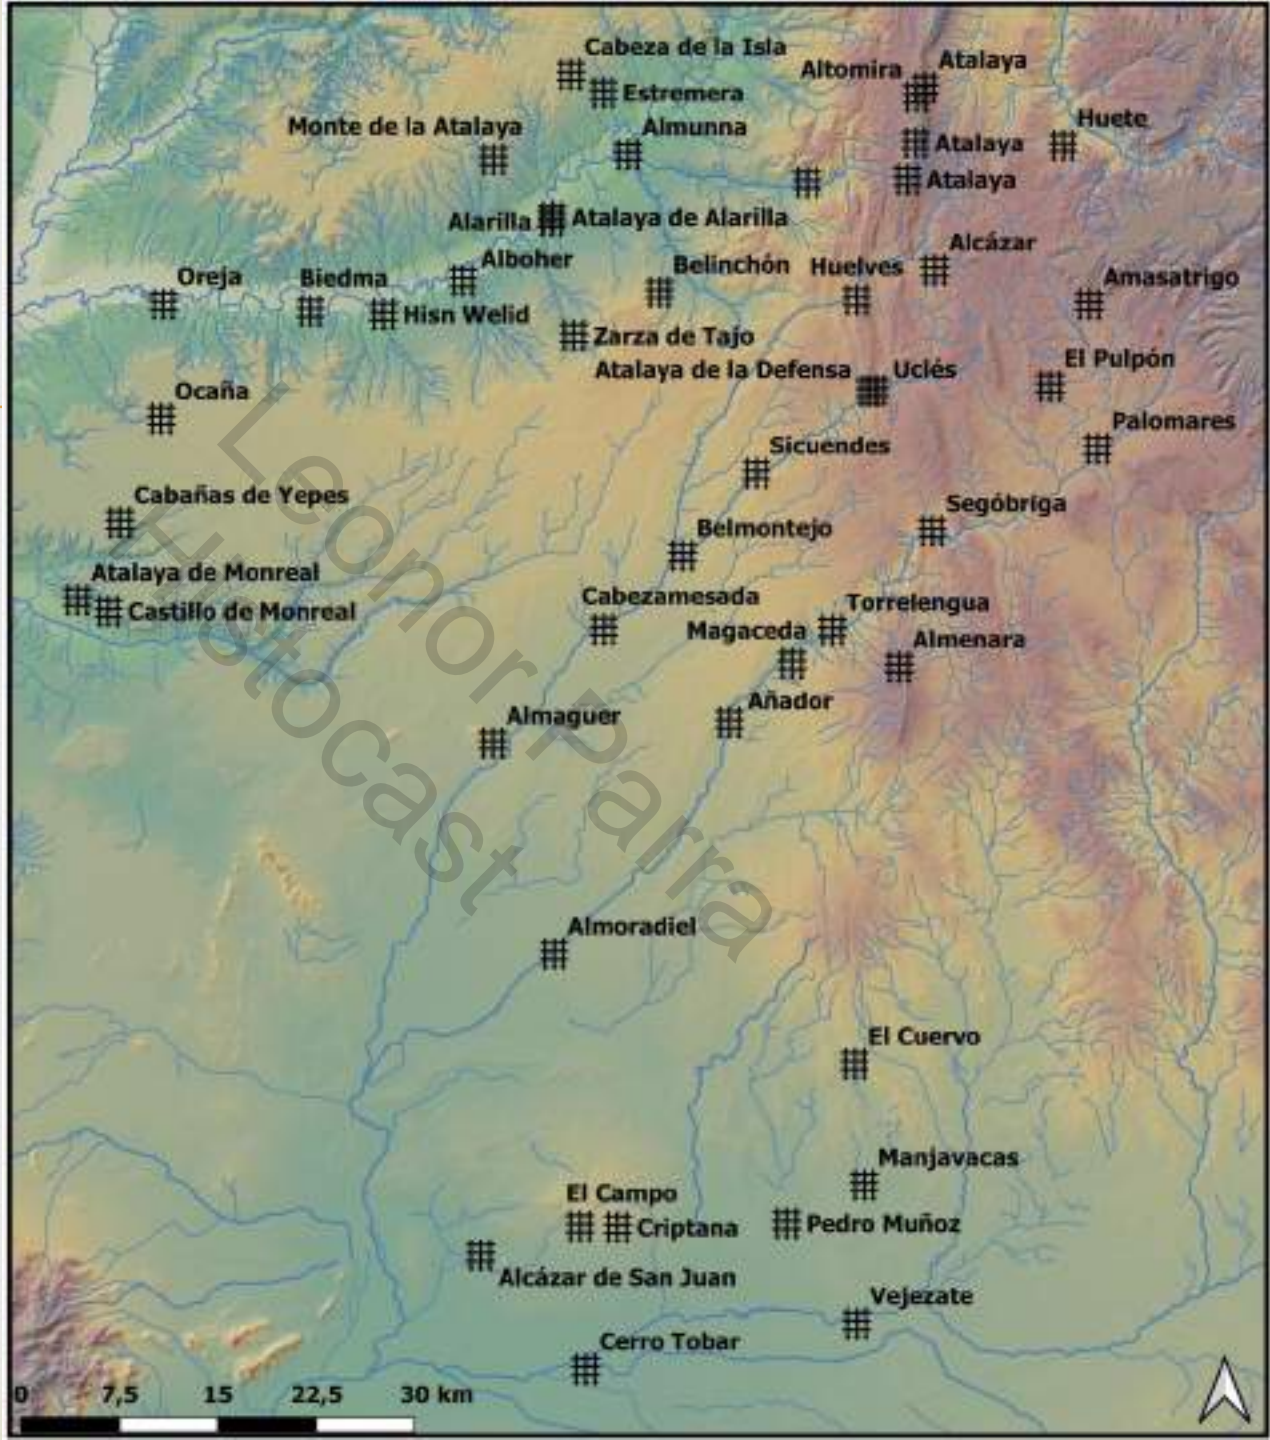 Cabeza de la Isla
Altomira
Atalaya
Estremera
Monte de la Atalaya
Almunna
Huete
Atalaya
Atalaya
Alarilla
Atalaya de Alarilla
Alcázar
Alboher
Belinchón
Huelves
Oreja
Biedma
Amasatrigo
Hisn Welid
Zarza de Tajo
El Pulpón
Atalaya de la Defensa
Uclés
Ocaña
Palomares
Sicuendes
Cabañas de Yepes
Segóbriga
Belmontejo
Atalaya de Monreal
Cabezamesada
Torrelengua
Castillo de Monreal
Magaceda
Almenara
Añador
Almaguer
Leonor Parra
Hstocast
Almoradiel
El Cuervo
Manjavacas
El Campo
Criptana
Pedro Muñoz
Alcázar de San Juan
Vejezate
Cerro Tobar
0 7,5 15 22,5 30 km